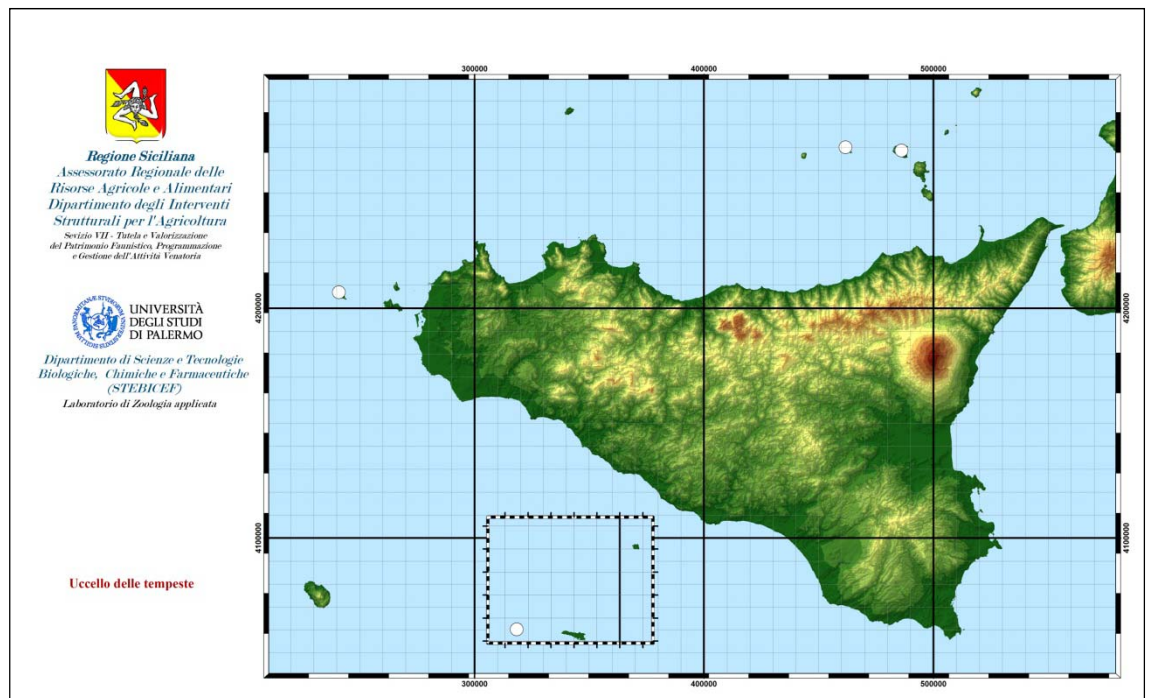 Regione Siciliana
Assessorato Regionale delle
Risorse Agricole e Alimentari
Dipartimento degli Interventi
Strutturali per l'Agricoltura
Sevizio VII - Tutela e Valorizzazione
del Patrimonio Faunistico, Programmazione
e Gestione dell'Attività Venatoria
UNIVERSITÀ
DEGLI STUDI
DI PALERMO
Dipartimento di Scienze e Tecnologie
Biologiche, Chimiche e Farmaceutiche
(STEBICEF)
Laboratorio di Zoologia applicata
Uccello delle tempeste
300000
400000
500000
4200000
4200000
4100000
4100000
300000
400000
500000